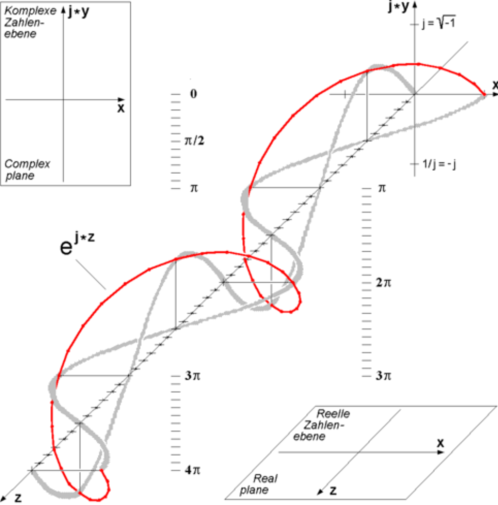 Komplexe
Zahlen-
ebene
j*y
x
Complex
plane
j*y
j = √-1
x
1/j = -j
0
π/2
π
π
2π
3π
3π
4π
e^j*z
z
Reelle
Zahlen-
ebene
x
Real
plane
z